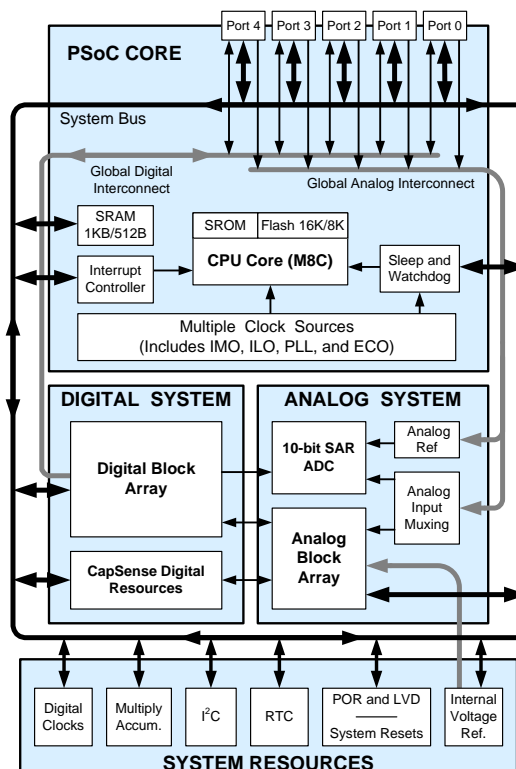 Port 4 Port 3 Port 2 Port 1 Port 0
PSoC CORE
System Bus
Global Digital
Interconnect
Global Analog Interconnect
SRAM
1KB/512B
SROM Flash 16K/8K
CPU Core (M8C)
Interrupt
Controller
Sleep and
Watchdog
Multiple Clock Sources
(Includes IMO, ILO, PLL, and ECO)
DIGITAL SYSTEM
ANALOG SYSTEM
Digital Block
Array
10-bit SAR
ADC
Analog
Ref
Analog
Input
Muxing
CapSense Digital
Resources
Analog
Block
Array
Digital
Clocks
Multiply
Accum.
I²C
RTC
POR and LVD
System Resets
Internal
Voltage
Ref.
SYSTEM RESOURCES